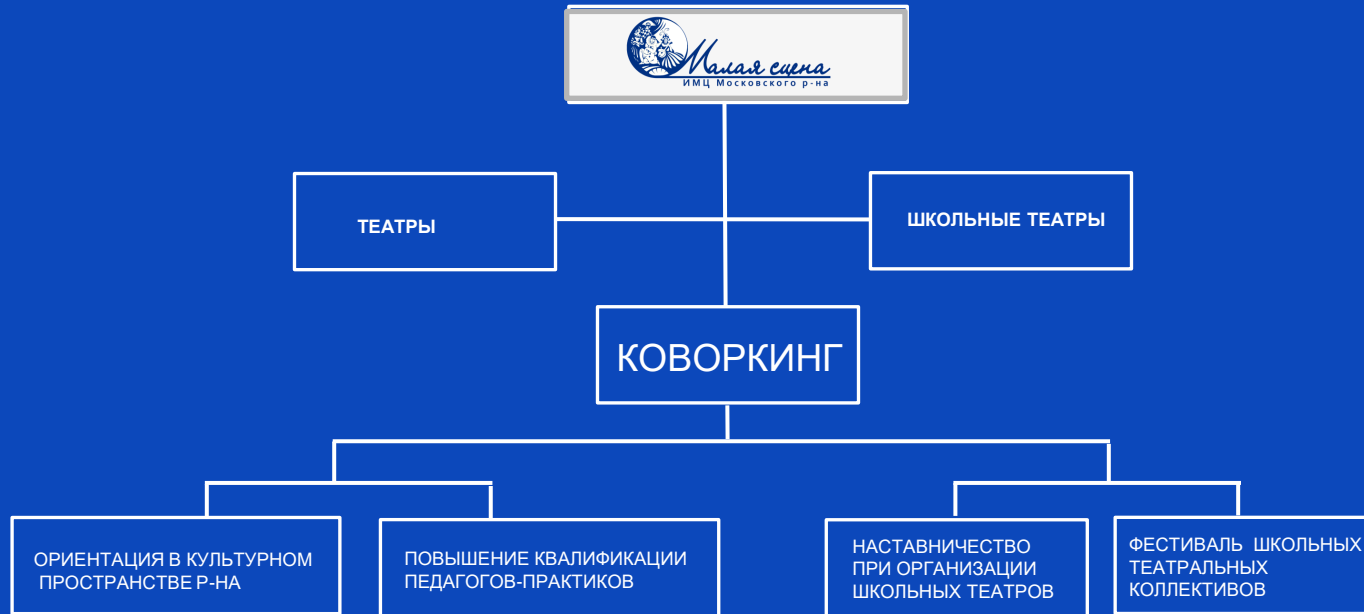 Малая сцена
ИМЦ Московского р-на
ТЕАТРЫ
ШКОЛЬНЫЕ ТЕАТРЫ
КОВОРКИНГ
ОРИЕНТАЦИЯ В КУЛЬТУРНОМ
ПРОСТРАНСТВЕ Р-НА
ПОВЫШЕНИЕ КВАЛИФИКАЦИИ
ПЕДАГОГОВ-ПРАКТИКОВ
НАСТАВНИЧЕСТВО
ПРИ ОРГАНИЗАЦИИ
ШКОЛЬНЫХ ТЕАТРОВ
ФЕСТИВАЛЬ ШКОЛЬНЫХ
ТЕАТРАЛЬНЫХ
КОЛЛЕКТИВОВ